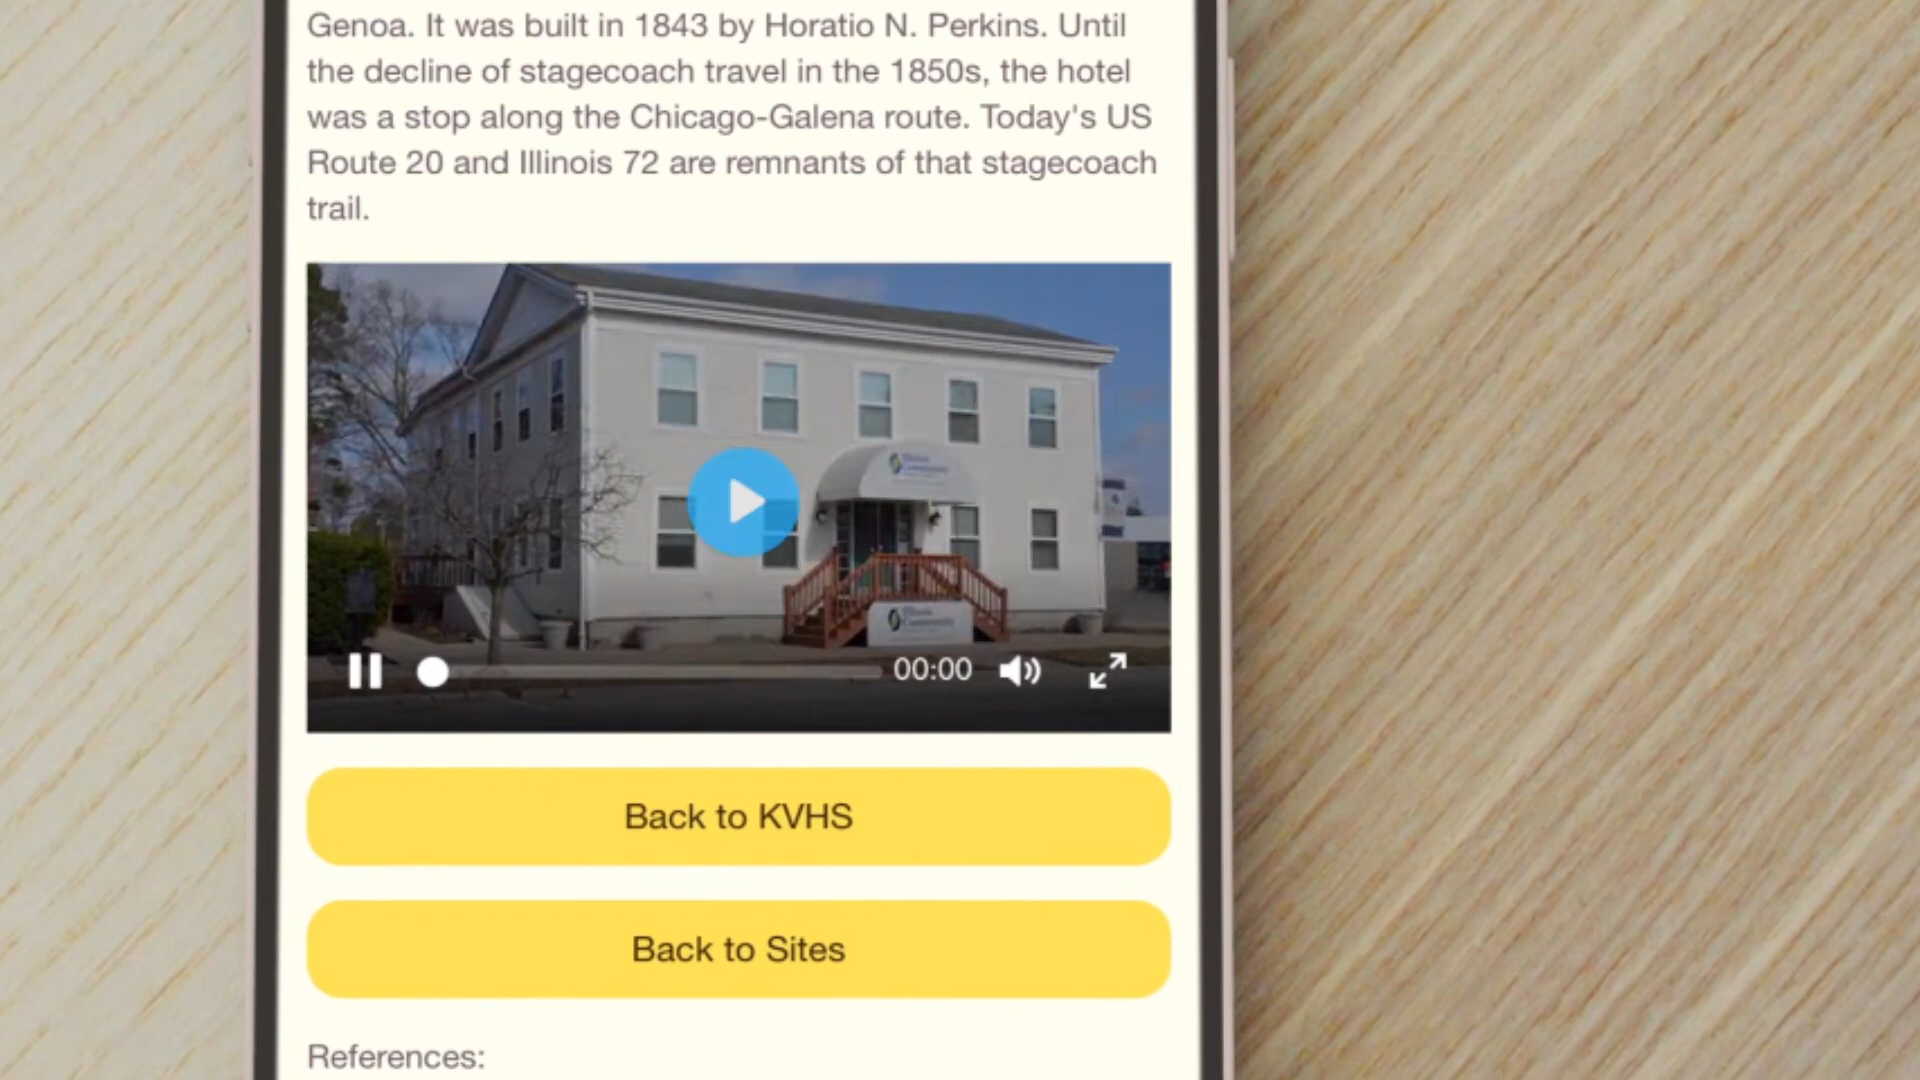 Genoa. It was built in 1843 by Horatio N. Perkins. Until
the decline of stagecoach travel in the 1850s, the hotel
was a stop along the Chicago-Galena route. Today's US
Route 20 and Illinois 72 are remnants of that stagecoach
trail.
00:00
Back to KVHS
Back to Sites
References: